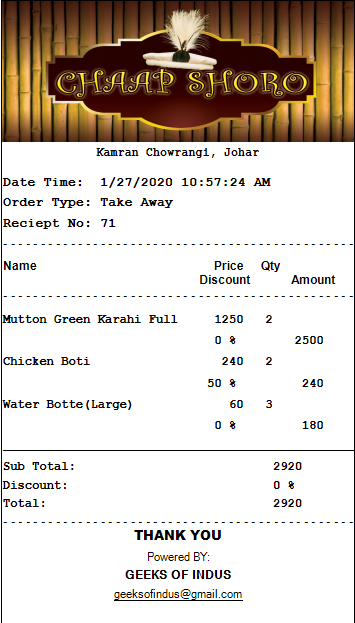 CHAAP SHORO
Kamran Chowrangi, Johar
Date Time: 1/27/2020 10:57:24 AM
Order Type: Take Away
Reciept No: 71
Name Price Qty
Discount Amount
Mutton Green Karahi Full 1250 2
0 % 2500
Chicken Boti 240 2
50 % 240
Water Botte(Large) 60 3
0 % 180
Sub Total: 2920
Discount: 0 %
Total: 2920
THANK YOU
Powered BY:
GEEKS OF INDUS
geeksofindus@gmail.com